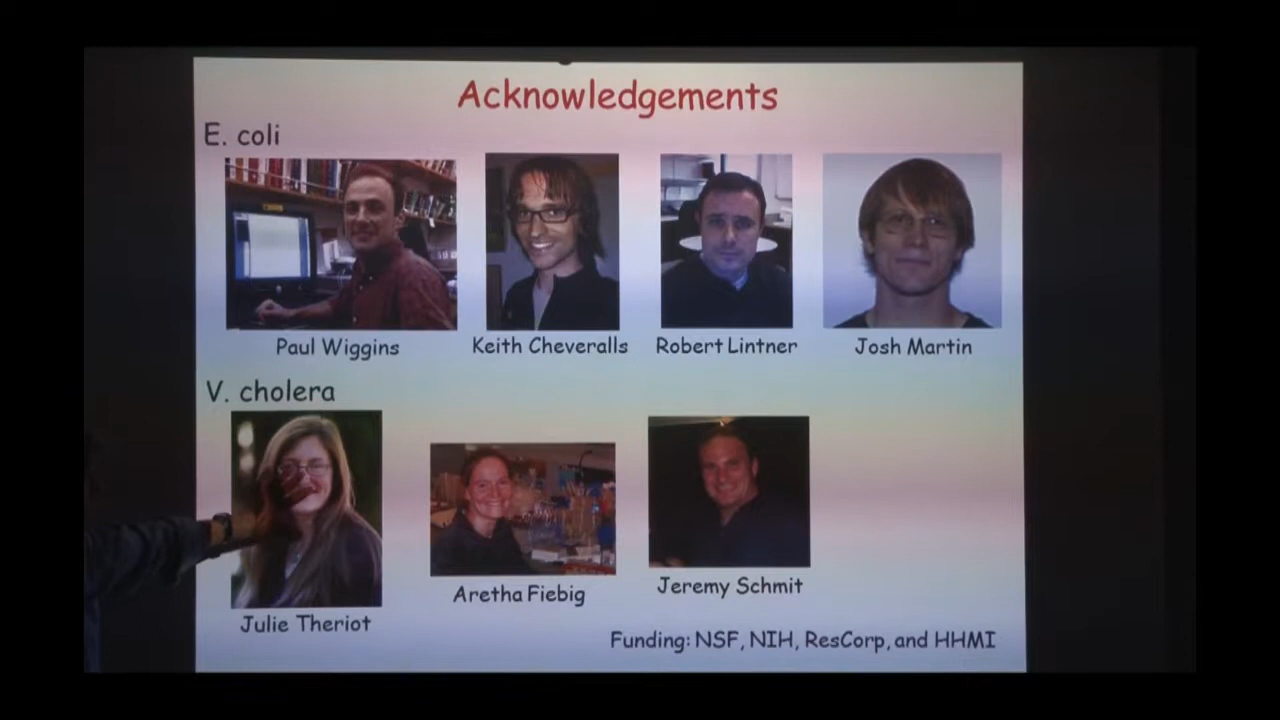 Acknowledgements
E. coli
Paul Wiggins
Keith Cheveralls
Robert Lintner
Josh Martin
V. cholera
Julie Theriot
Aretha Fiebig
Jeremy Schmit
Funding: NSF, NIH, ResCorp, and HHMI